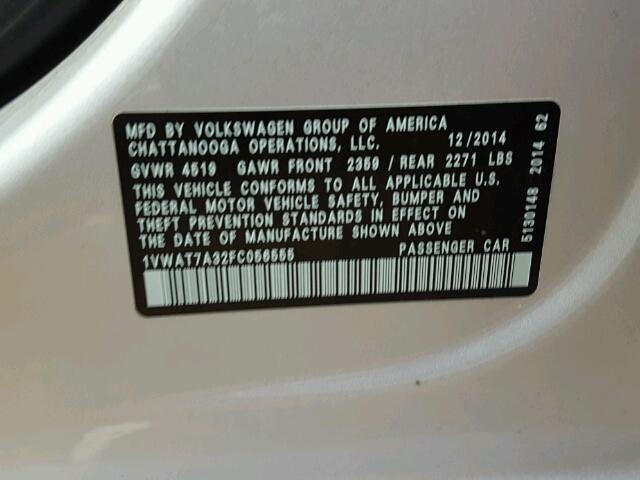 MFD BY VOLKSWAGEN GROUP OF AMERICA
CHATTANOOGA OPERATIONS, LLC. 12/2014
GVWR 4519 GAWR FRONT 2359 / REAR 2271 LBS
THIS VEHICLE CONFORMS TO ALL APPLICABLE U.S.
FEDERAL MOTOR VEHICLE SAFETY, BUMPER AND
THEFT PREVENTION STANDARDS IN EFFECT ON
THE DATE OF MANUFACTURE SHOWN ABOVE
1VWAT7A32FC056555 PASSENGER CAR
5130148 2014 62